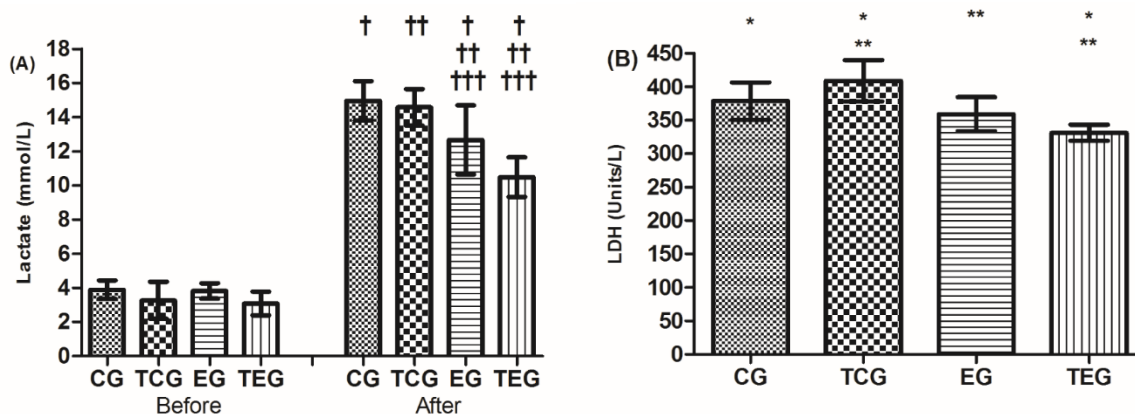 (A)
† †† † †
†† ††
††† †††
Lactate (mmol/L)
18
16
14
12
10
8
6
4
2
0
CG TCG EG TEG CG TCG EG TEG
Before After
(B)
* * ** *
** **
LDH (Units/L)
450
400
350
300
250
200
150
100
50
0
CG TCG EG TEG